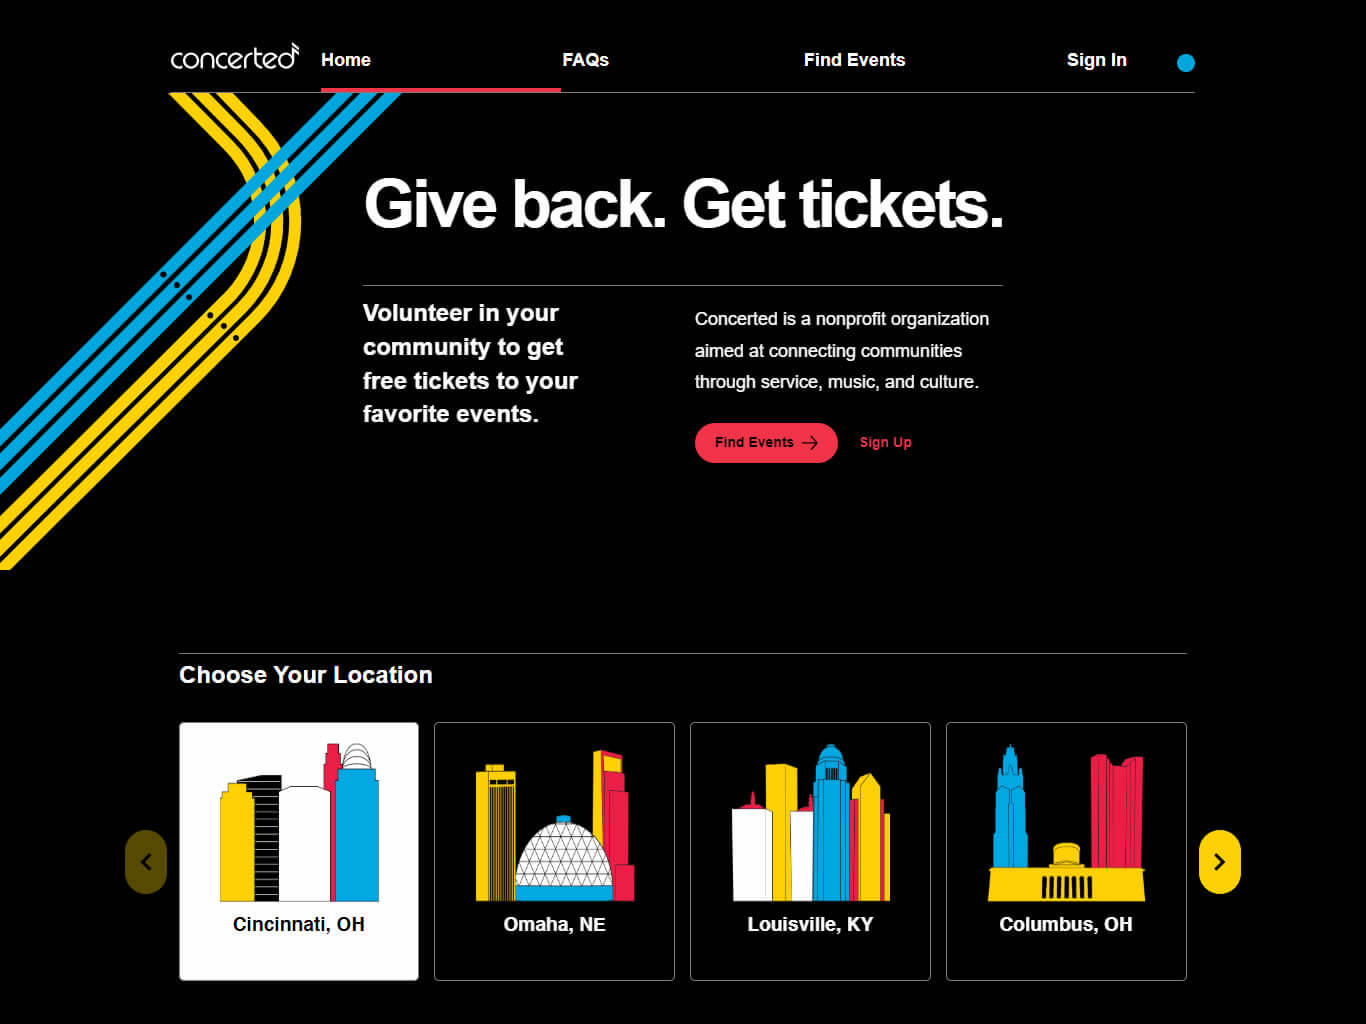 concerted
Home
FAQs
Find Events
Sign In
Give back. Get tickets.
Volunteer in your
community to get
free tickets to your
favorite events.
Concerted is a nonprofit organization
aimed at connecting communities
through service, music, and culture.
Find Events
Sign Up
Choose Your Location
Cincinnati, OH
Omaha, NE
Louisville, KY
Columbus, OH